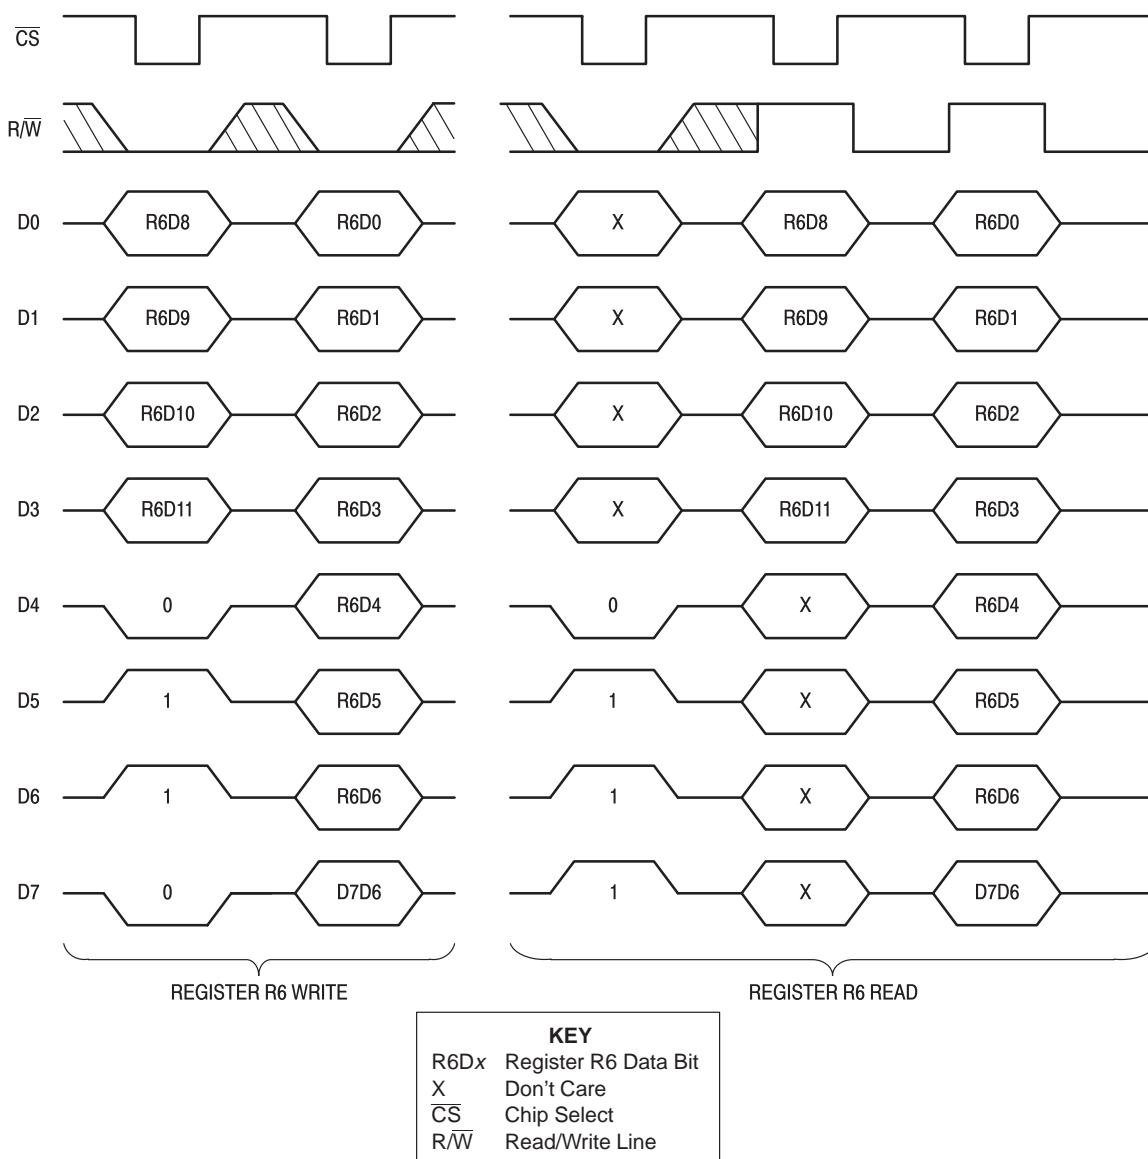 C̅S̅
R/W̅
D0 R6D8 R6D0 X R6D8 R6D0
D1 R6D9 R6D1 X R6D9 R6D1
D2 R6D10 R6D2 X R6D10 R6D2
D3 R6D11 R6D3 X R6D11 R6D3
D4 0 R6D4 0 X R6D4
D5 1 R6D5 1 X R6D5
D6 1 R6D6 1 X R6D6
D7 0 D7D6 1 X D7D6
REGISTER R6 WRITE REGISTER R6 READ
KEY
R6Dx Register R6 Data Bit
X Don't Care
C̅S̅ Chip Select
R/W̅ Read/Write Line